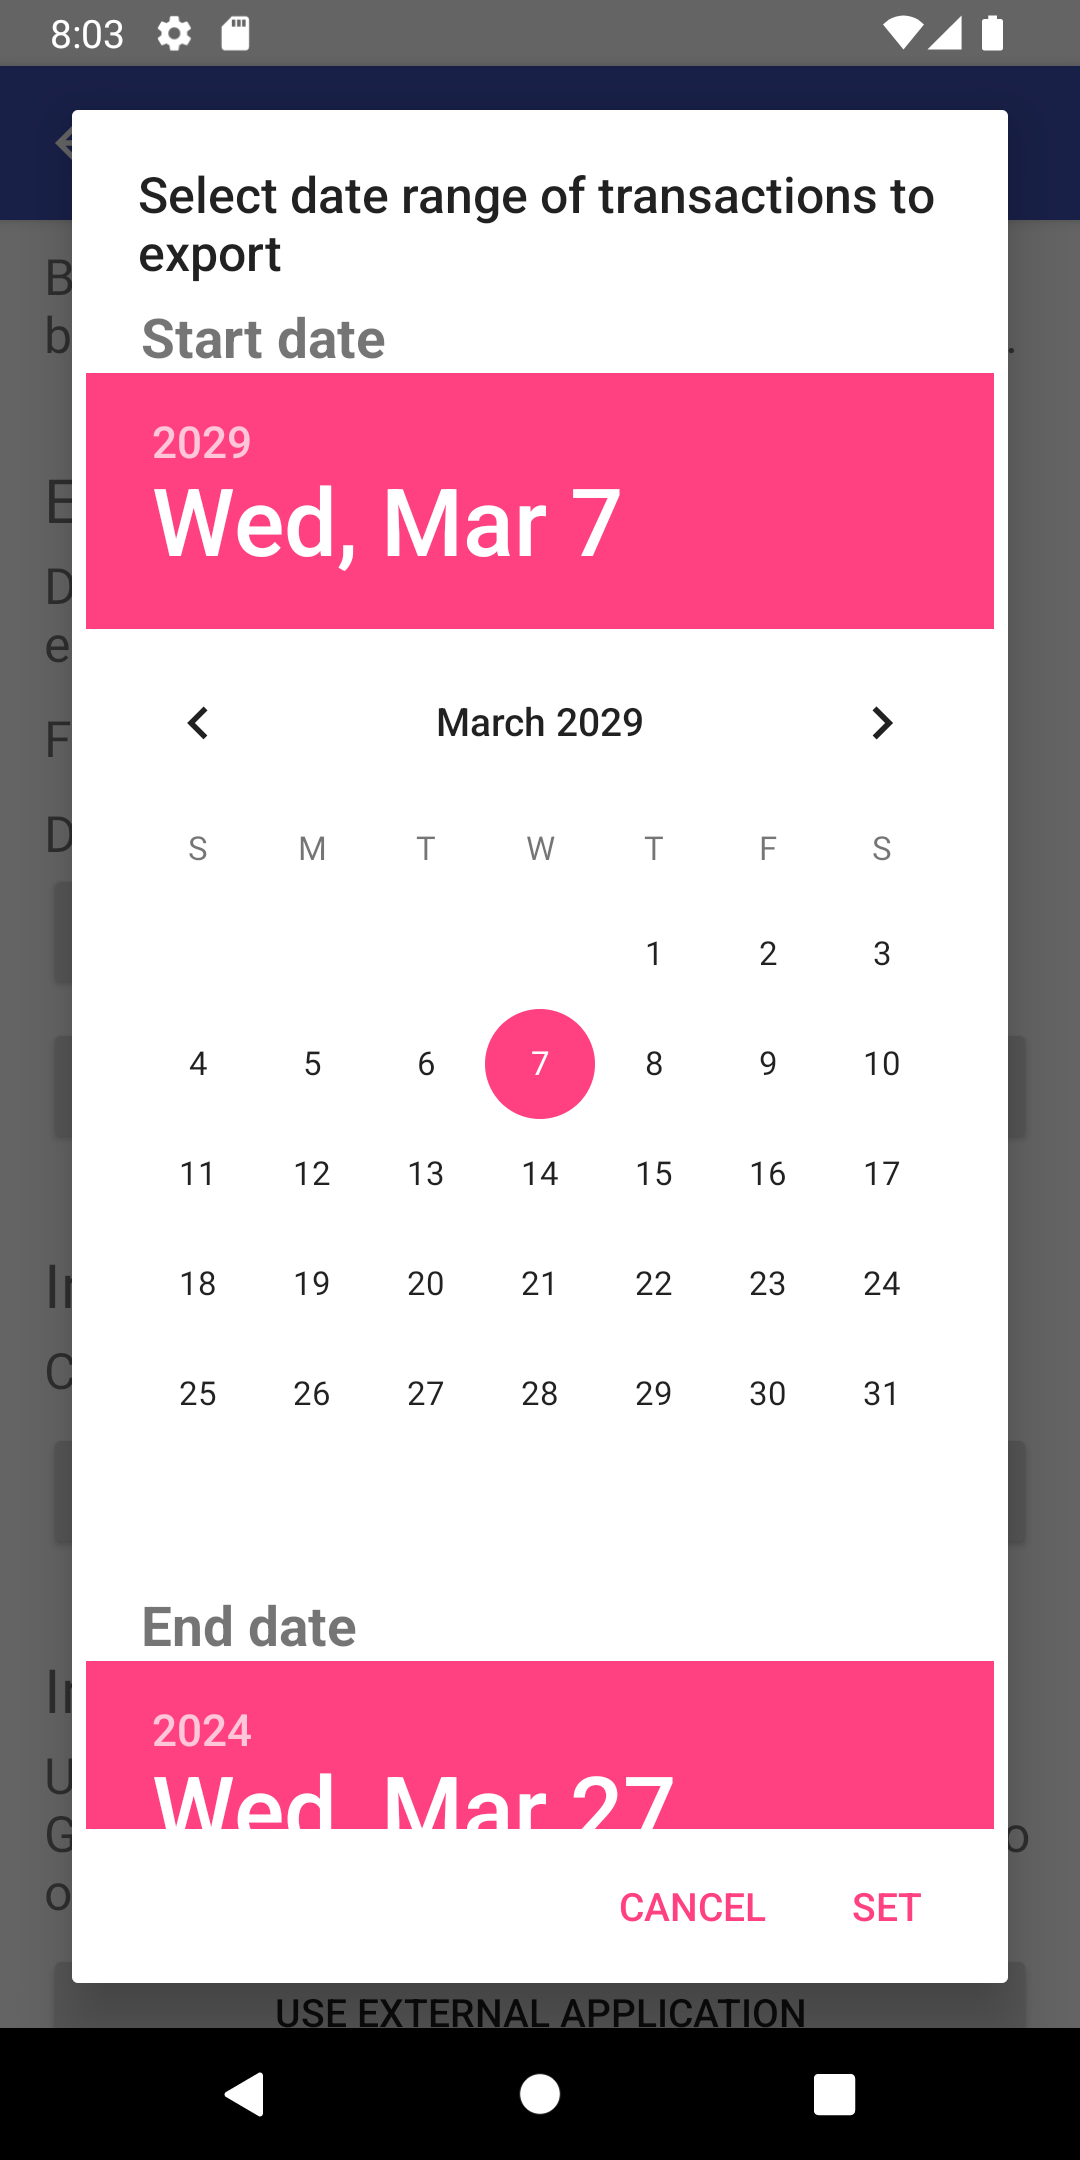 8:03
Select date range of transactions to
export
Start date
2029
Wed, Mar 7
March 2029
S M T W T F S
1 2 3
4 5 6 7 8 9 10
11 12 13 14 15 16 17
18 19 20 21 22 23 24
25 26 27 28 29 30 31
End date
2024
Wed, Mar 27
CANCEL SET
USE EXTERNAL APPLICATION